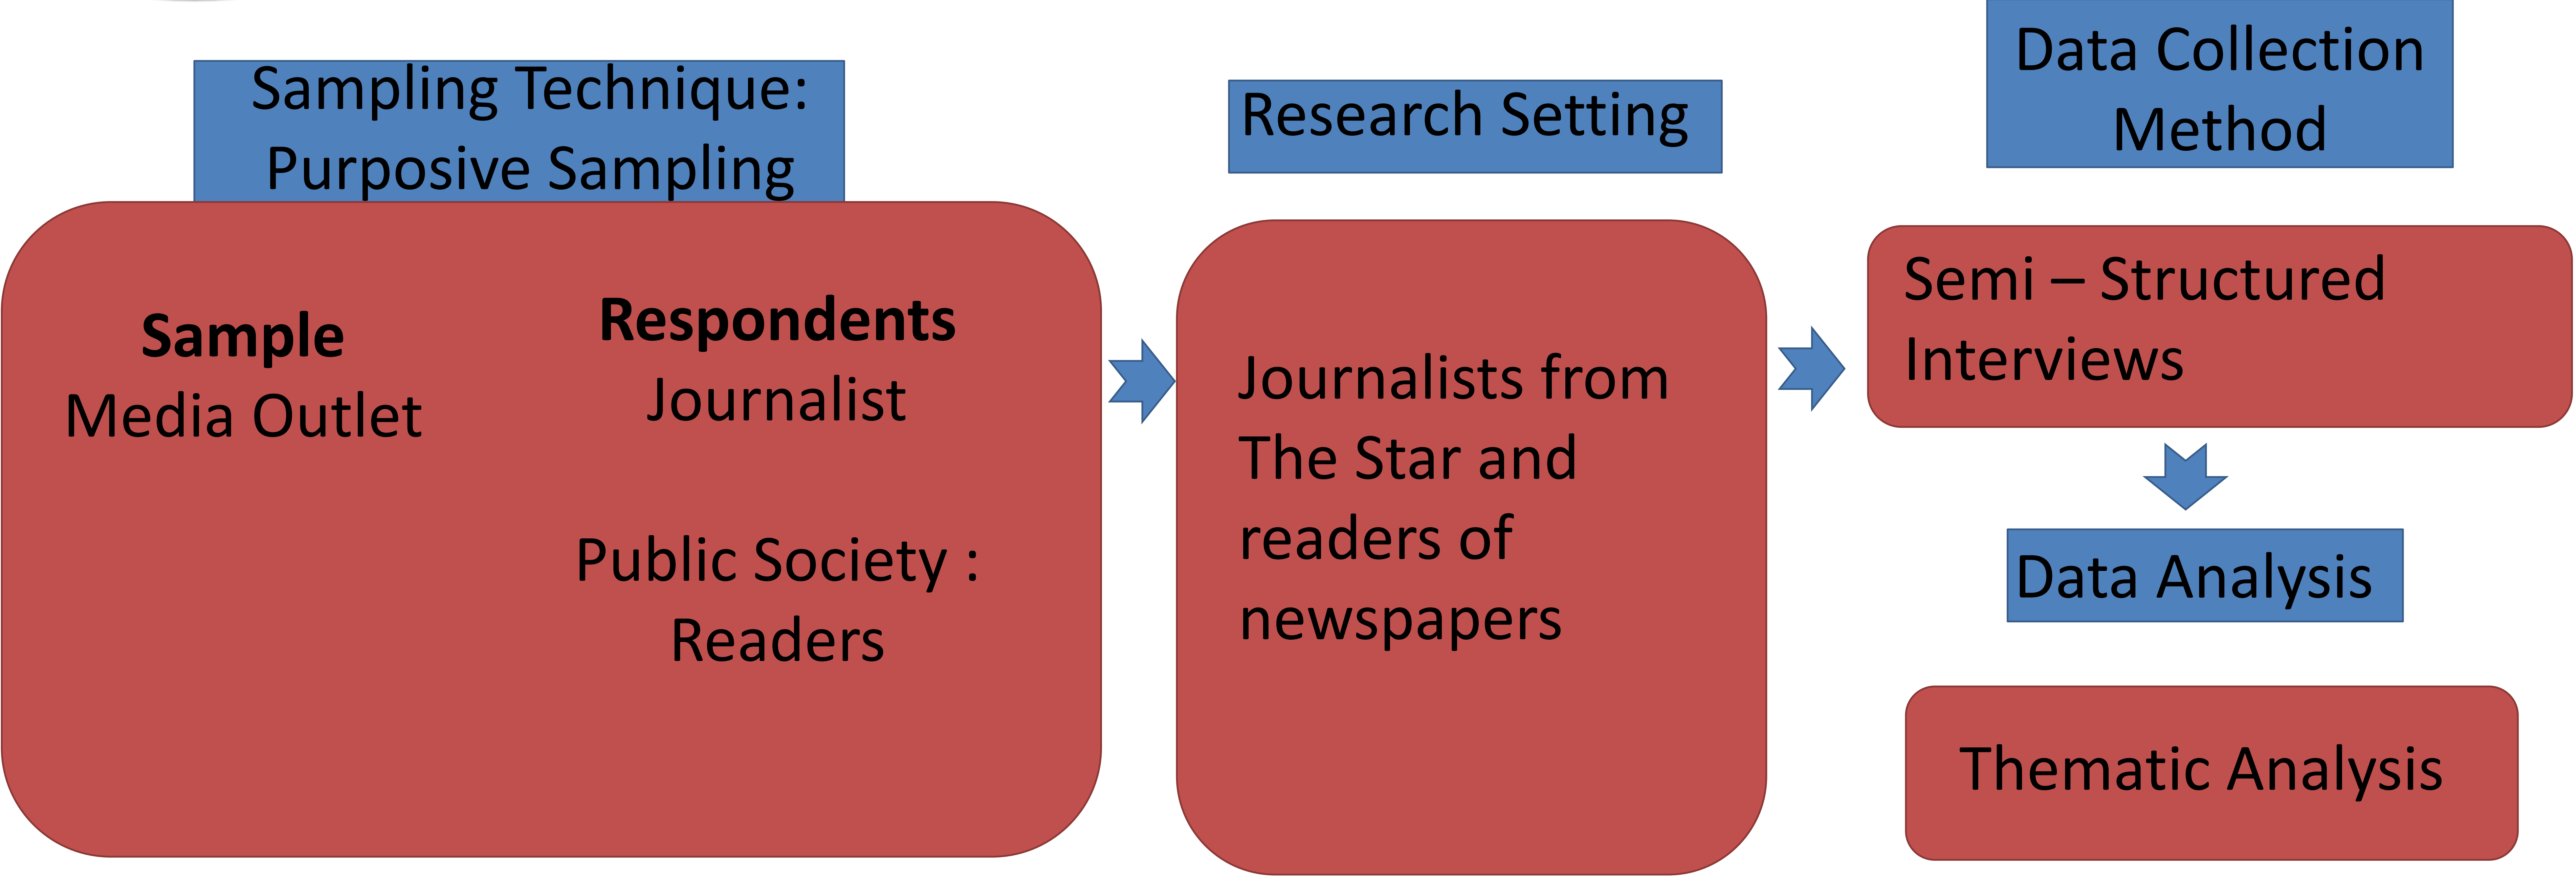 Sampling Technique:
Purposive Sampling
Sample
Media Outlet
Respondents
Journalist
Public Society :
Readers
Research Setting
Journalists from
The Star and
readers of
newspapers
Data Collection
Method
Semi – Structured
Interviews
Data Analysis
Thematic Analysis